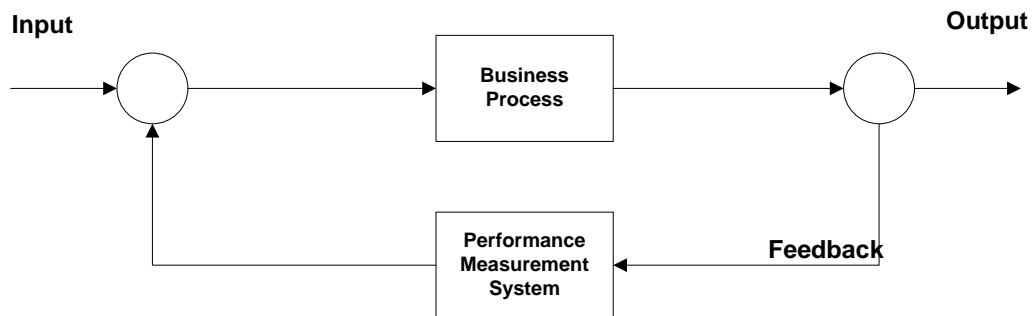 Input
Output
Business
Process
Performance
Measurement
System
Feedback